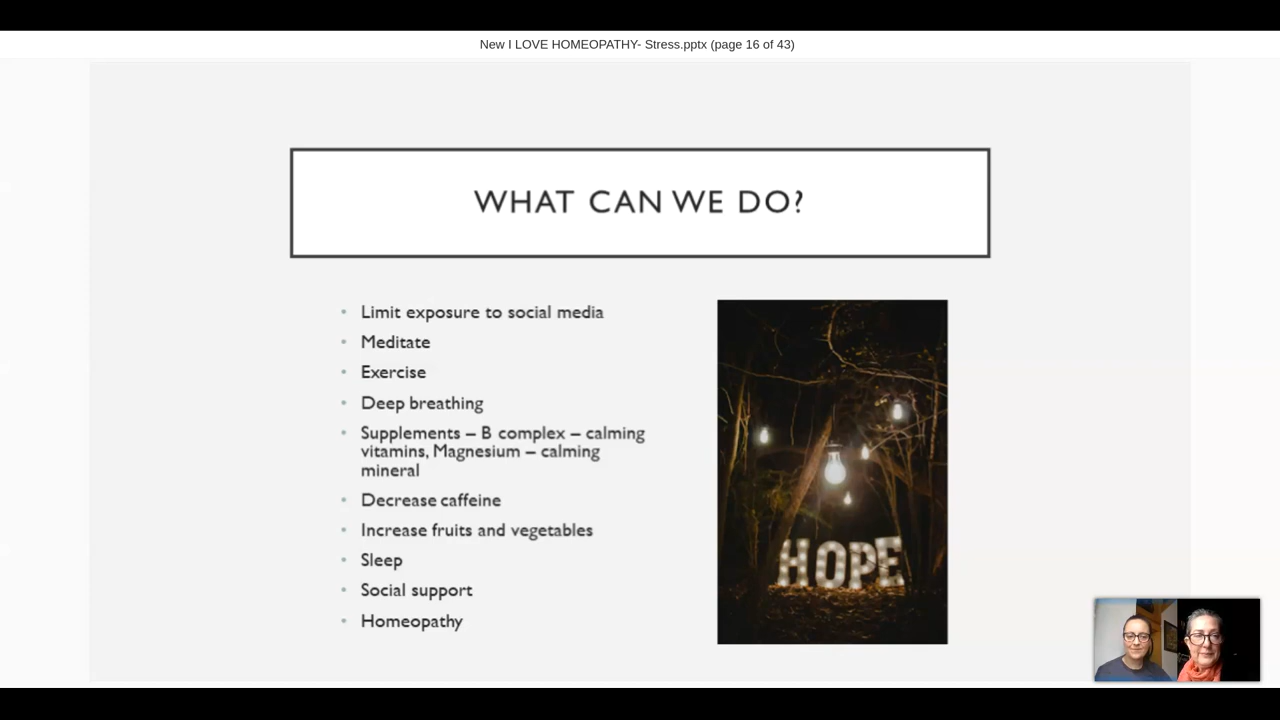 New I LOVE HOMEOPATHY- Stress.pptx (page 16 of 43)
WHAT CAN WE DO?
• Limit exposure to social media
• Meditate
• Exercise
• Deep breathing
• Supplements – B complex – calming
vitamins, Magnesium – calming
mineral
• Decrease caffeine
• Increase fruits and vegetables
• Sleep
• Social support
• Homeopathy
HOPE